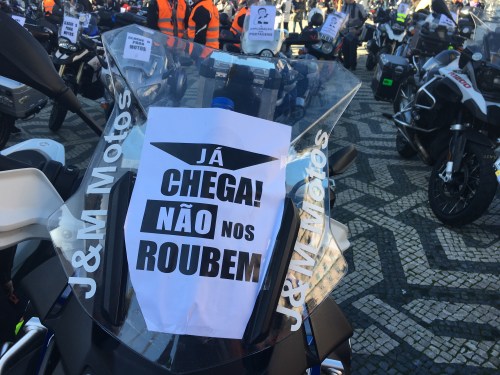 JÁ
CHEGA!
NÃO NOS
ROUBEM
J&M Motos
J&M Motos